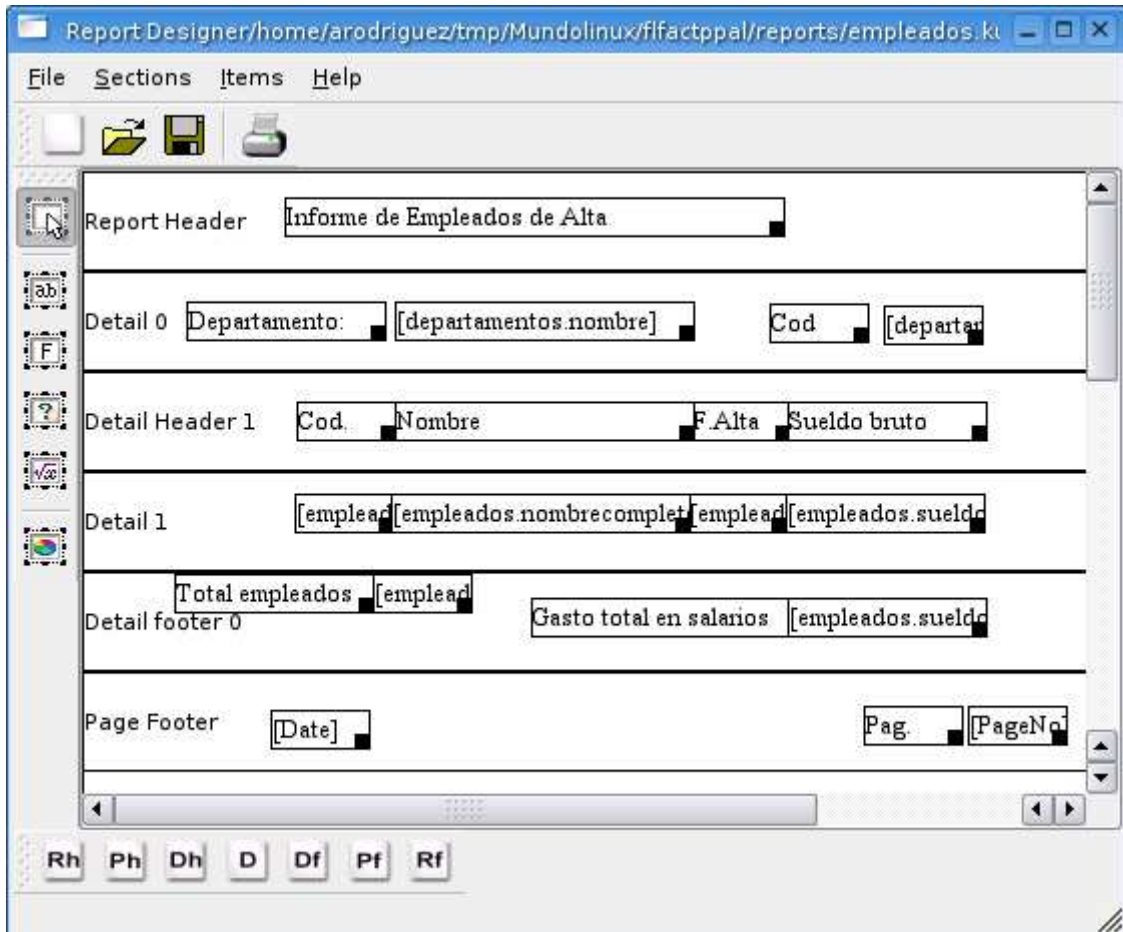 Report Designer/home/arodriguez/tmp/Mundolinux/flfactppal/reports/empleados.ku
File Sections Items Help
Report Header Informe de Empleados de Alta
ab
Detail 0 Departamento: [departamentos.nombre] Cod [departar
F
?
Detail Header 1 Cod. Nombre F.Alta Sueldo bruto
√x
Detail 1 [emplead [empleados.nombrecomplet [emplead [empleados.sueldo
Total empleados [emplead
Detail footer 0 Gasto total en salarios [empleados.sueldo
Page Footer [Date] Pag. [PageNo]
Rh Ph Dh D Df Pf Rf